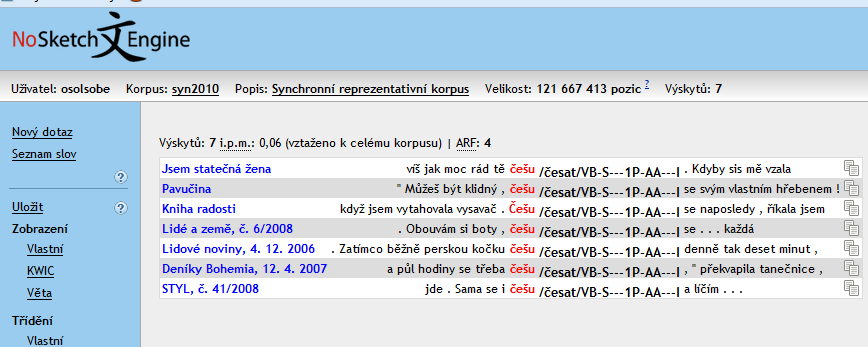 NoSketch文Engine
Uživatel: osolsobe Korpus: syn2010 Popis: Synchronní reprezentativní korpus Velikost: 121 667 413 pozic ? Výskytů: 7
Nový dotaz
Seznam slov
?
Uložit ?
Zobrazení
Vlastní
KWIC
Věta
Třídění
Vlastní
Výskytů: 7 i.p.m.: 0,06 (vztaženo k celému korpusu) | ARF: 4
Jsem statečná žena víš jak moc rád tě češu /česat/VB-S---1P-AA---I . Kdyby sis mě vzala
Pavučina " Můžeš být klidný , češu /česat/VB-S---1P-AA---I se svým vlastním hřebenem !
Kniha radosti když jsem vytahovala vysavač . Češu /česat/VB-S---1P-AA---I se naposledy , říkala jsem
Lidé a země, č. 6/2008 . Obouvám si boty , češu /česat/VB-S---1P-AA---I se . . . každá
Lidové noviny, 4. 12. 2006 . Zatímco běžně perskou kočku češu /česat/VB-S---1P-AA---I denně tak deset minut ,
Deníky Bohemia, 12. 4. 2007 a půl hodiny se třeba češu /česat/VB-S---1P-AA---I , " překvapila tanečnice ,
STYL, č. 41/2008 jde . Sama se i češu /česat/VB-S---1P-AA---I a líčím . . .